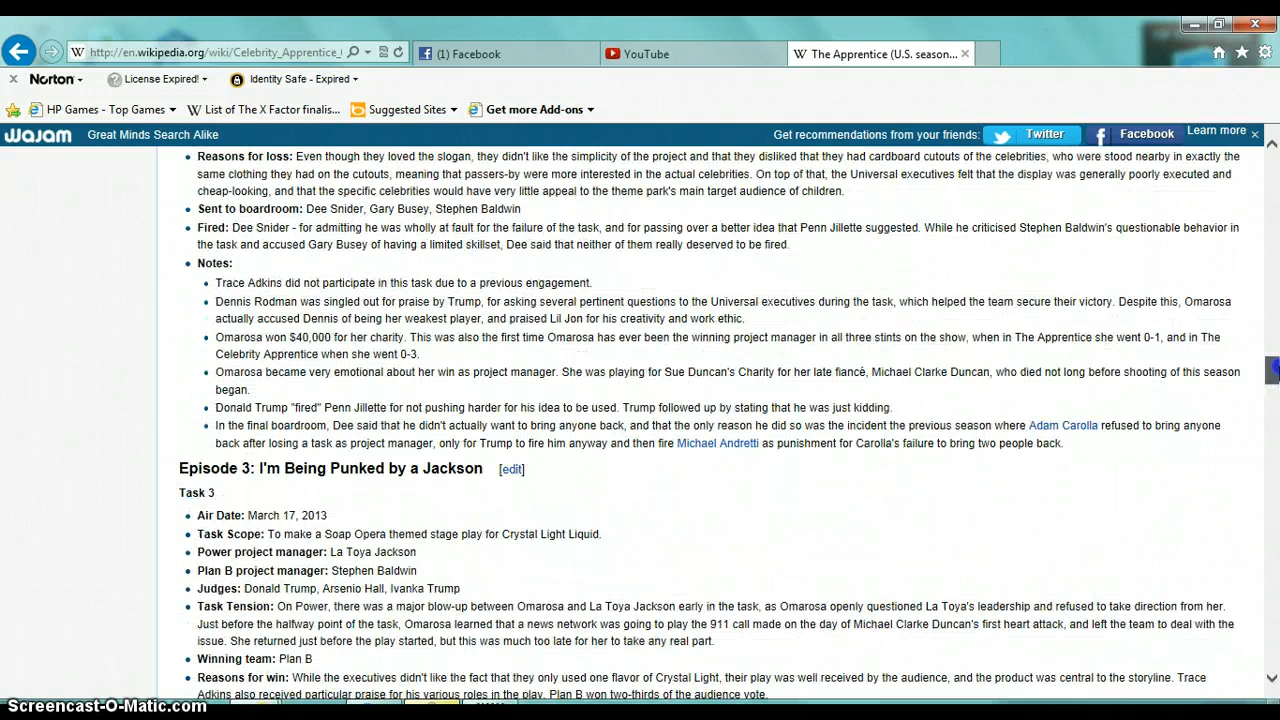 http://en.wikipedia.org/wiki/Celebrity_Apprentice_
(1) Facebook
YouTube
The Apprentice (U.S. season...
Norton
License Expired!
Identity Safe - Expired
HP Games - Top Games
List of The X Factor finalis...
Suggested Sites
Get more Add-ons
wajam
Great Minds Search Alike
Get recommendations from your friends:
Twitter
Facebook
Learn more
Reasons for loss: Even though they loved the slogan, they didn't like the simplicity of the project and that they disliked that they had cardboard cutouts of the celebrities, who were stood nearby in exactly the
same clothing they had on the cutouts, meaning that passers-by were more interested in the actual celebrities. On top of that, the Universal executives felt that the display was generally poorly executed and
cheap-looking, and that the specific celebrities would have very little appeal to the theme park's main target audience of children.
Sent to boardroom: Dee Snider, Gary Busey, Stephen Baldwin
Fired: Dee Snider - for admitting he was wholly at fault for the failure of the task, and for passing over a better idea that Penn Jillette suggested. While he criticised Stephen Baldwin's questionable behavior in
the task and accused Gary Busey of having a limited skillset, Dee said that neither of them really deserved to be fired.
Notes:
Trace Adkins did not participate in this task due to a previous engagement.
Dennis Rodman was singled out for praise by Trump, for asking several pertinent questions to the Universal executives during the task, which helped the team secure their victory. Despite this, Omarosa
actually accused Dennis of being her weakest player, and praised Lil Jon for his creativity and work ethic.
Omarosa won $40,000 for her charity. This was also the first time Omarosa has ever been the winning project manager in all three stints on the show, when in The Apprentice she went 0-1, and in The
Celebrity Apprentice when she went 0-3.
Omarosa became very emotional about her win as project manager. She was playing for Sue Duncan's Charity for her late fiancé, Michael Clarke Duncan, who died not long before shooting of this season
began.
Donald Trump "fired" Penn Jillette for not pushing harder for his idea to be used. Trump followed up by stating that he was just kidding.
In the final boardroom, Dee said that he didn't actually want to bring anyone back, and that the only reason he did so was the incident the previous season where Adam Carolla refused to bring anyone
back after losing a task as project manager, only for Trump to fire him anyway and then fire Michael Andretti as punishment for Carolla's failure to bring two people back.
Episode 3: I'm Being Punked by a Jackson [edit]
Task 3
Air Date: March 17, 2013
Task Scope: To make a Soap Opera themed stage play for Crystal Light Liquid.
Power project manager: La Toya Jackson
Plan B project manager: Stephen Baldwin
Judges: Donald Trump, Arsenio Hall, Ivanka Trump
Task Tension: On Power, there was a major blow-up between Omarosa and La Toya Jackson early in the task, as Omarosa openly questioned La Toya's leadership and refused to take direction from her.
Just before the halfway point of the task, Omarosa learned that a news network was going to play the 911 call made on the day of Michael Clarke Duncan's first heart attack, and left the team to deal with the
issue. She returned just before the play started, but this was much too late for her to take any real part.
Winning team: Plan B
Reasons for win: While the executives didn't like the fact that they only used one flavor of Crystal Light, their play was well received by the audience, and the product was central to the storyline. Trace
Adkins also received particular praise for his various roles in the play. Plan B won two-thirds of the audience vote.
Screencast-O-Matic.com